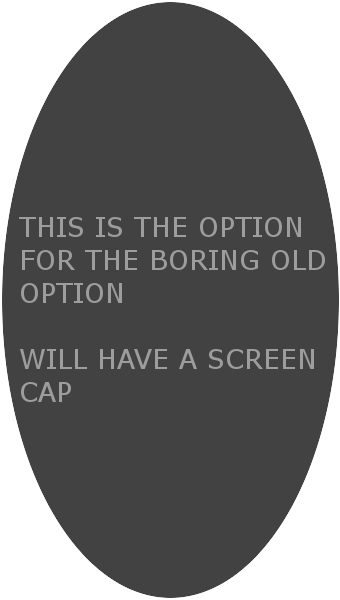 THIS IS THE OPTION
FOR THE BORING OLD
OPTION
WILL HAVE A SCREEN
CAP